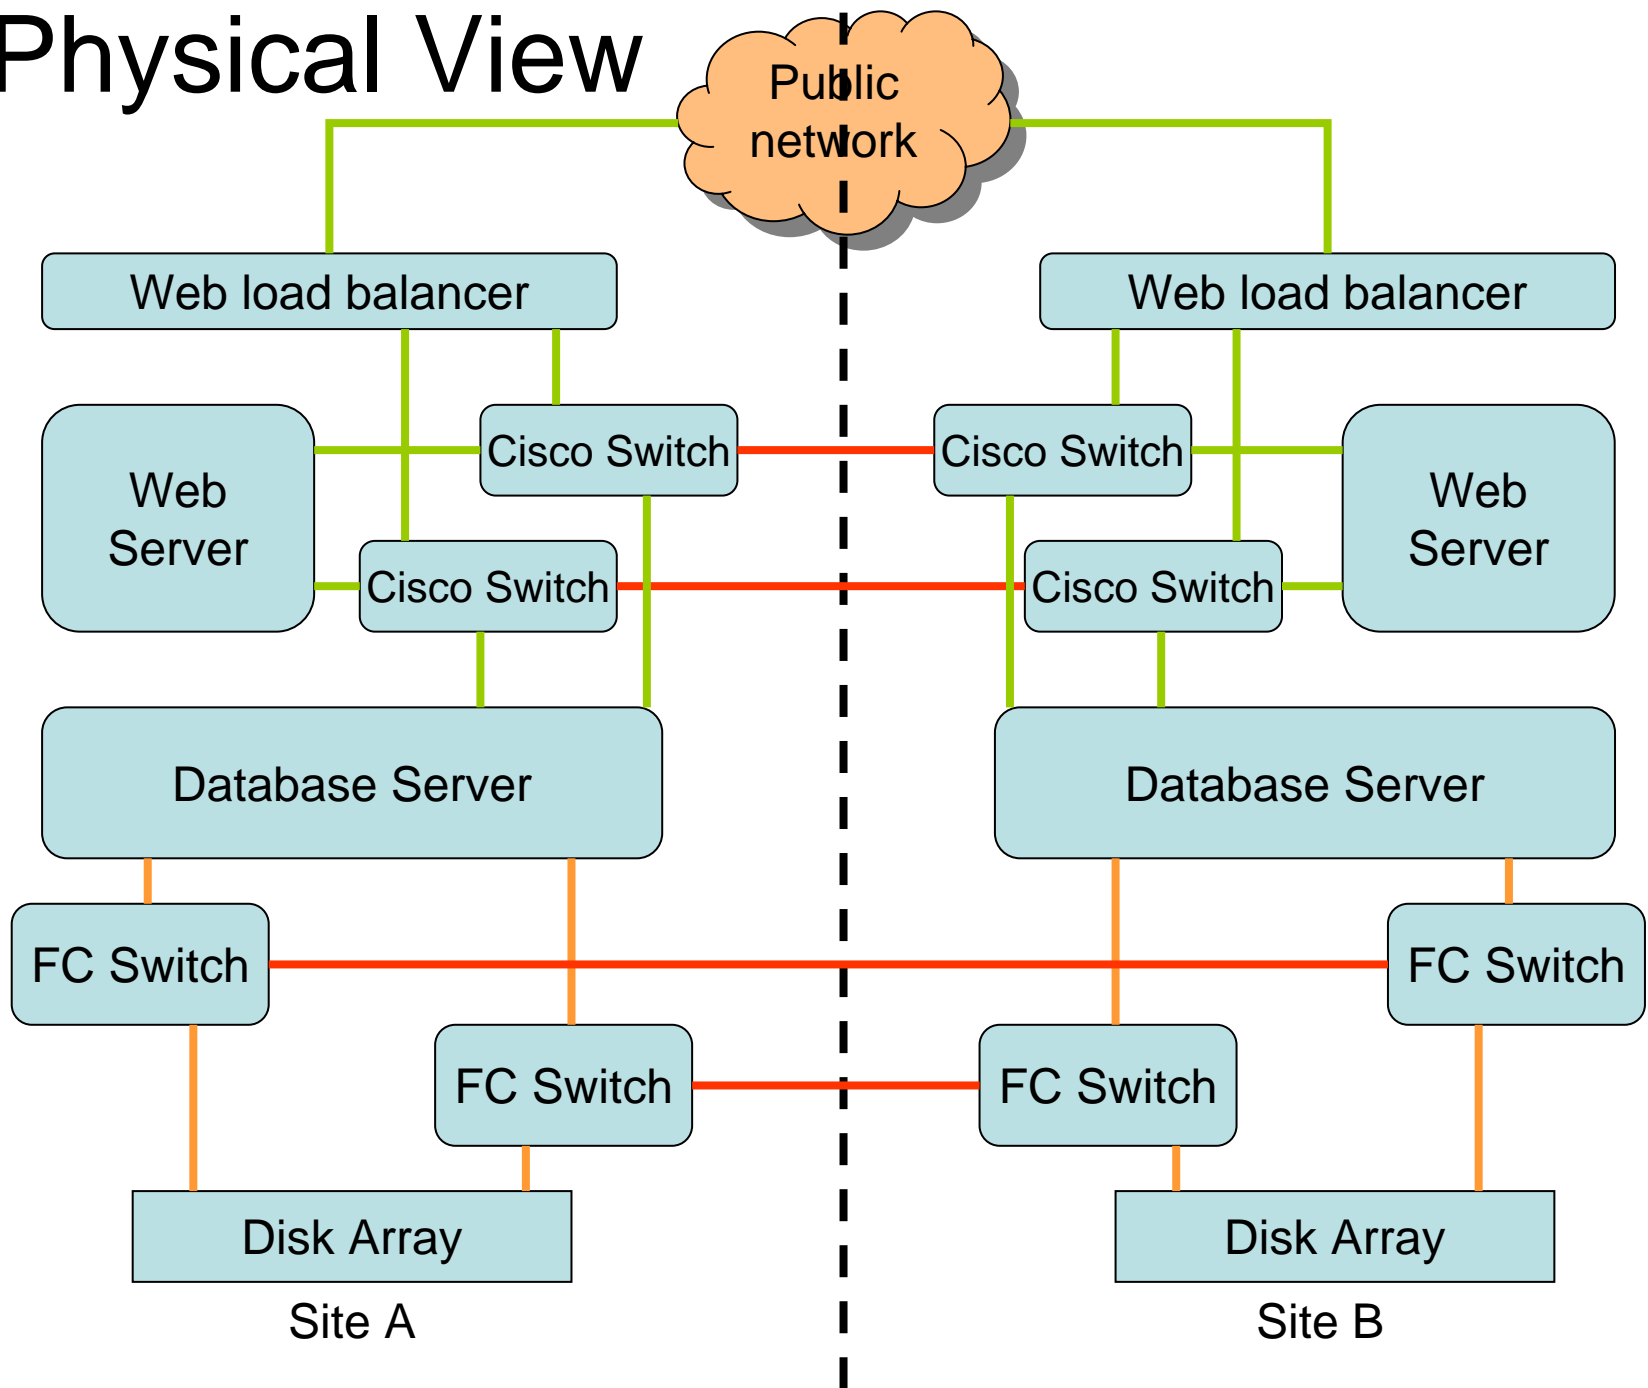 Physical View
Public
network
Web load balancer
Web load balancer
Cisco Switch
Cisco Switch
Web
Server
Web
Server
Cisco Switch
Cisco Switch
Database Server
Database Server
FC Switch
FC Switch
FC Switch
FC Switch
Disk Array
Disk Array
Site A
Site B